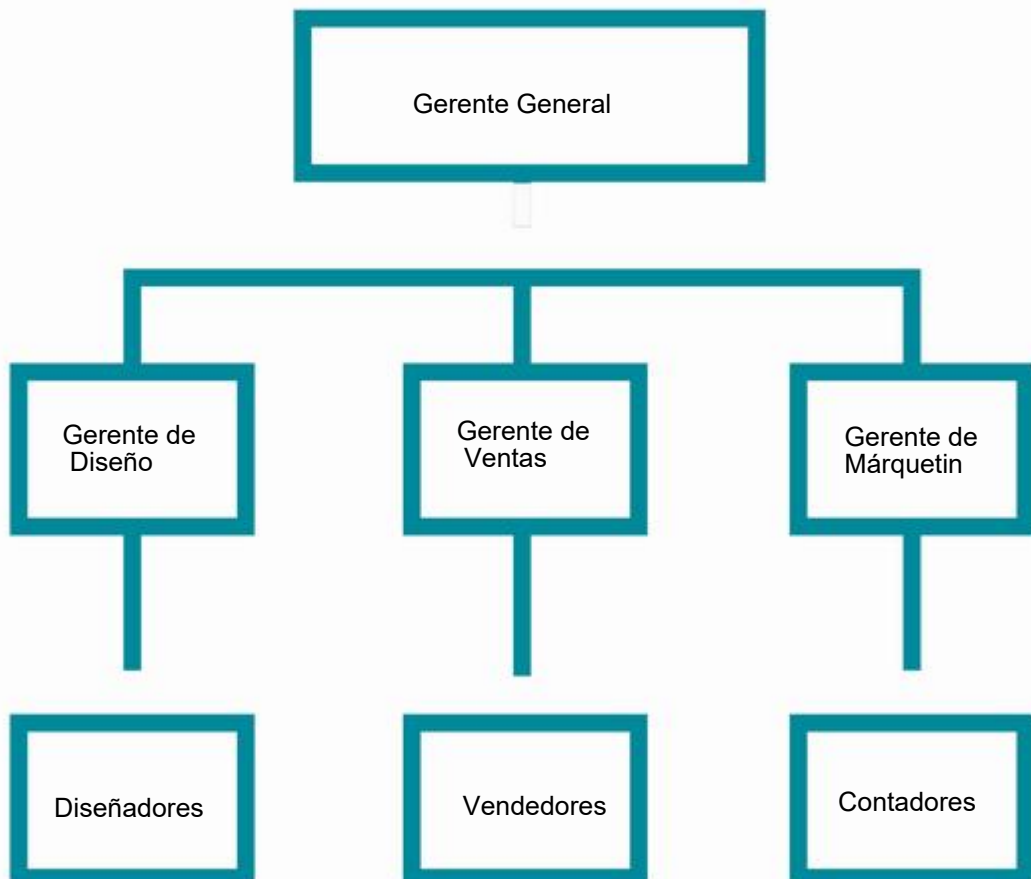 Gerente General
Gerente de
Diseño
Gerente de
Ventas
Gerente de
Márquetin
Diseñadores
Vendedores
Contadores